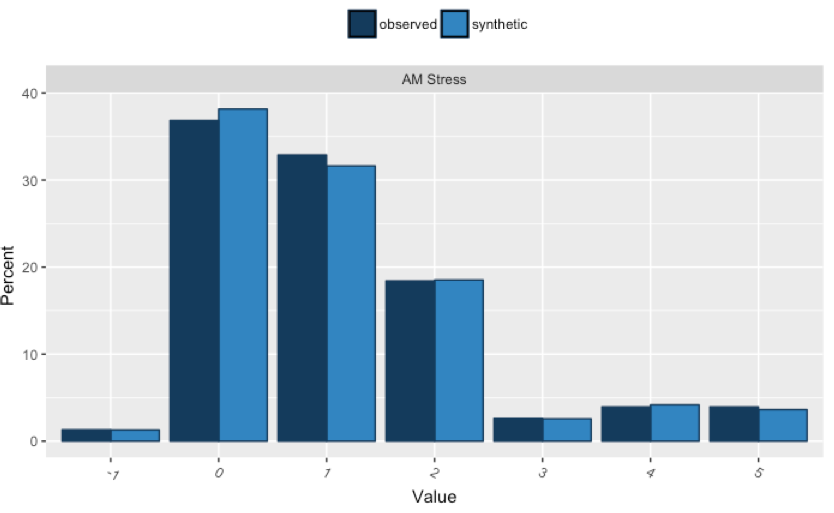 observed synthetic
AM Stress
40
30
20
10
0
Percent
-1 0 1 2 3 4 5
Value